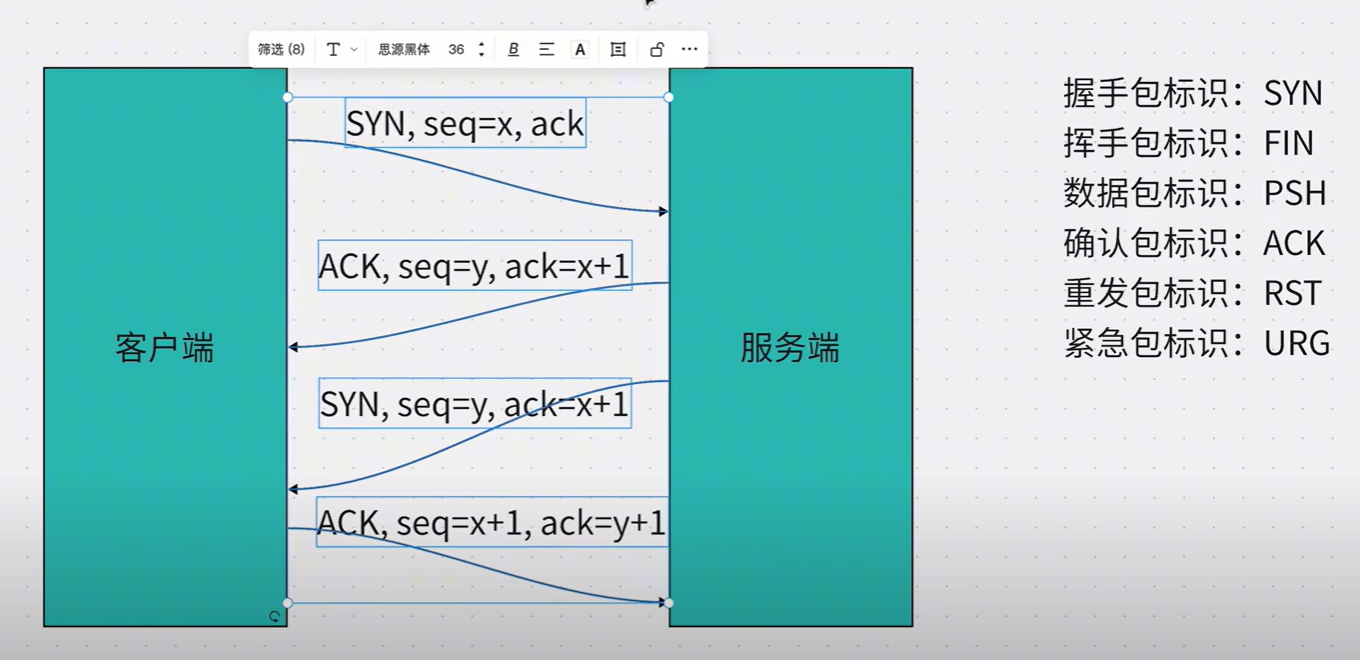 筛选 (8) T 思源黑体 36 B A
SYN, seq=x, ack
ACK, seq=y, ack=x+1
客户端
服务端
SYN, seq=y, ack=x+1
ACK, seq=x+1, ack=y+1
握手包标识：SYN
挥手包标识：FIN
数据包标识：PSH
确认包标识：ACK
重发包标识：RST
紧急包标识：URG